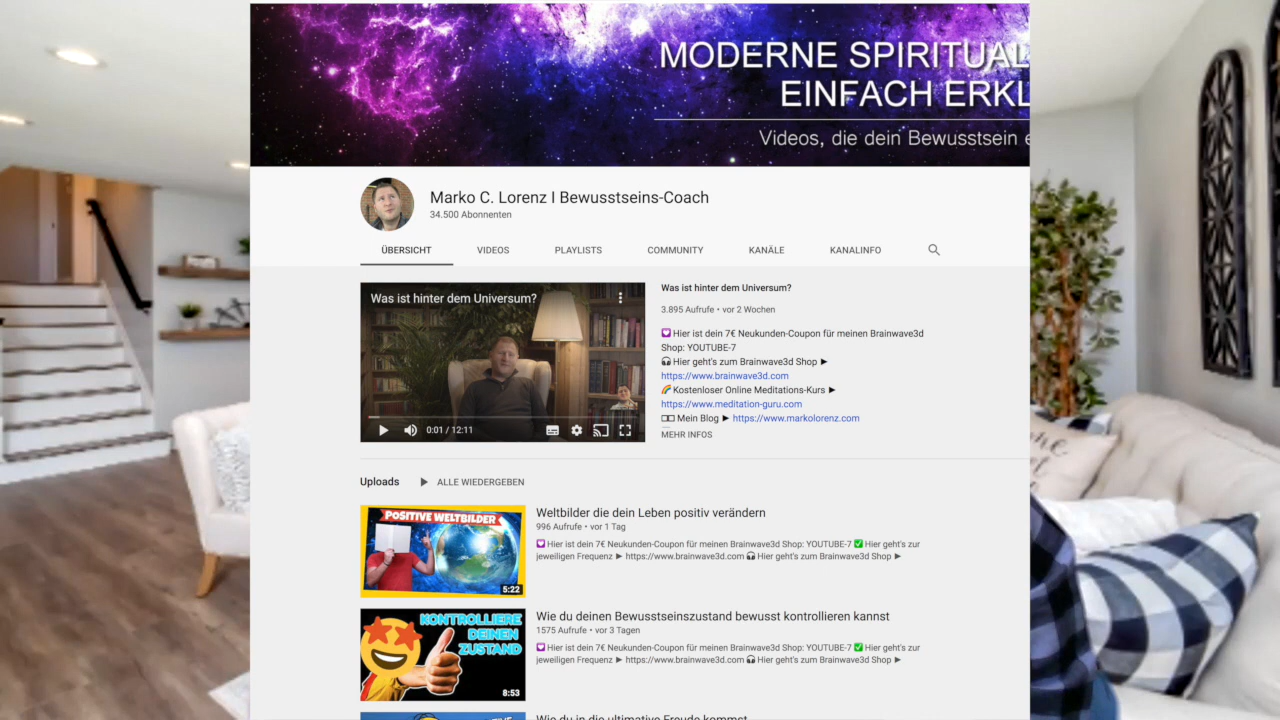 MODERNE SPIRITUAL
EINFACH ERKL
Videos, die dein Bewusstsein e
Marko C. Lorenz I Bewusstseins-Coach
34.500 Abonnenten
ÜBERSICHT VIDEOS PLAYLISTS COMMUNITY KANÄLE KANALINFO
Was ist hinter dem Universum?
0:01 / 12:11
Was ist hinter dem Universum?
3.895 Aufrufe • vor 2 Wochen
Hier ist dein 7€ Neukunden-Coupon für meinen Brainwave3d
Shop: YOUTUBE-7
Hier geht's zum Brainwave3d Shop ►
https://www.brainwave3d.com
Kostenloser Online Meditations-Kurs ►
https://www.meditation-guru.com
Mein Blog ► https://www.markolorenz.com
MEHR INFOS
Uploads ALLE WIEDERGEBEN
POSITIVE WELTBILDER
5:22
Weltbilder die dein Leben positiv verändern
996 Aufrufe • vor 1 Tag
Hier ist dein 7€ Neukunden-Coupon für meinen Brainwave3d Shop: YOUTUBE-7 ✅ Hier geht's zur
jeweiligen Frequenz ► https://www.brainwave3d.com Hier geht's zum Brainwave3d Shop ►
KONTROLLIERE
DEINEN
ZUSTAND
8:53
Wie du deinen Bewusstseinszustand bewusst kontrollieren kannst
1575 Aufrufe • vor 3 Tagen
Hier ist dein 7€ Neukunden-Coupon für meinen Brainwave3d Shop: YOUTUBE-7 ✅ Hier geht's zur
jeweiligen Frequenz ► https://www.brainwave3d.com Hier geht's zum Brainwave3d Shop ►
Wie du in die ultimative Freude kommst